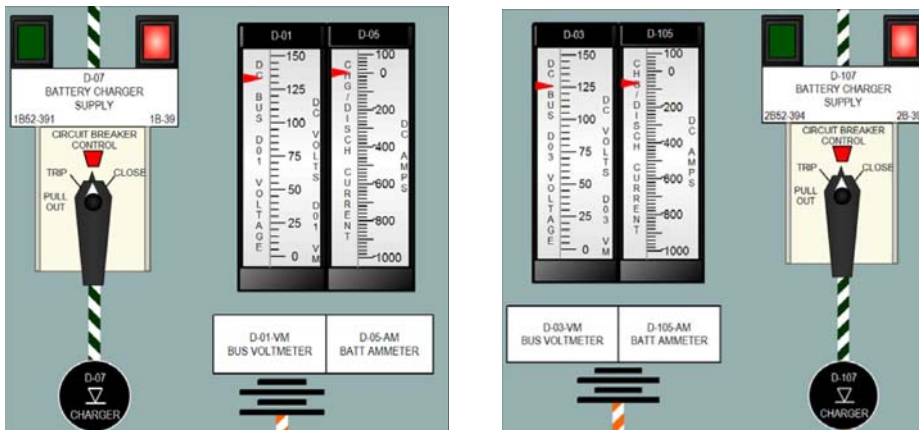 D-07
BATTERY CHARGER
SUPPLY
1B52-391 1B-39
CIRCUIT BREAKER
CONTROL
TRIP CLOSE
PULL
OUT
D-07
CHARGER
D-01 D-05
DC BUS D01 VOLTAGE
150
125
100
75
50
25
0
DC VOLTS D01 VM
CHG/DISCH CURRENT
100
0
200
400
600
800
1000
DC AMPS
D-01-VM
BUS VOLTMETER
D-05-AM
BATT AMMETER
D-03 D-105
DC BUS D03 VOLTAGE
150
125
100
75
50
25
0
DC VOLTS D03 VM
CHG/DISCH CURRENT
100
0
200
400
600
800
1000
DC AMPS
D-03-VM
BUS VOLTMETER
D-105-AM
BATT AMMETER
D-107
BATTERY CHARGER
SUPPLY
2B52-394 2B-39
CIRCUIT BREAKER
CONTROL
TRIP CLOSE
PULL
OUT
D-107
CHARGER